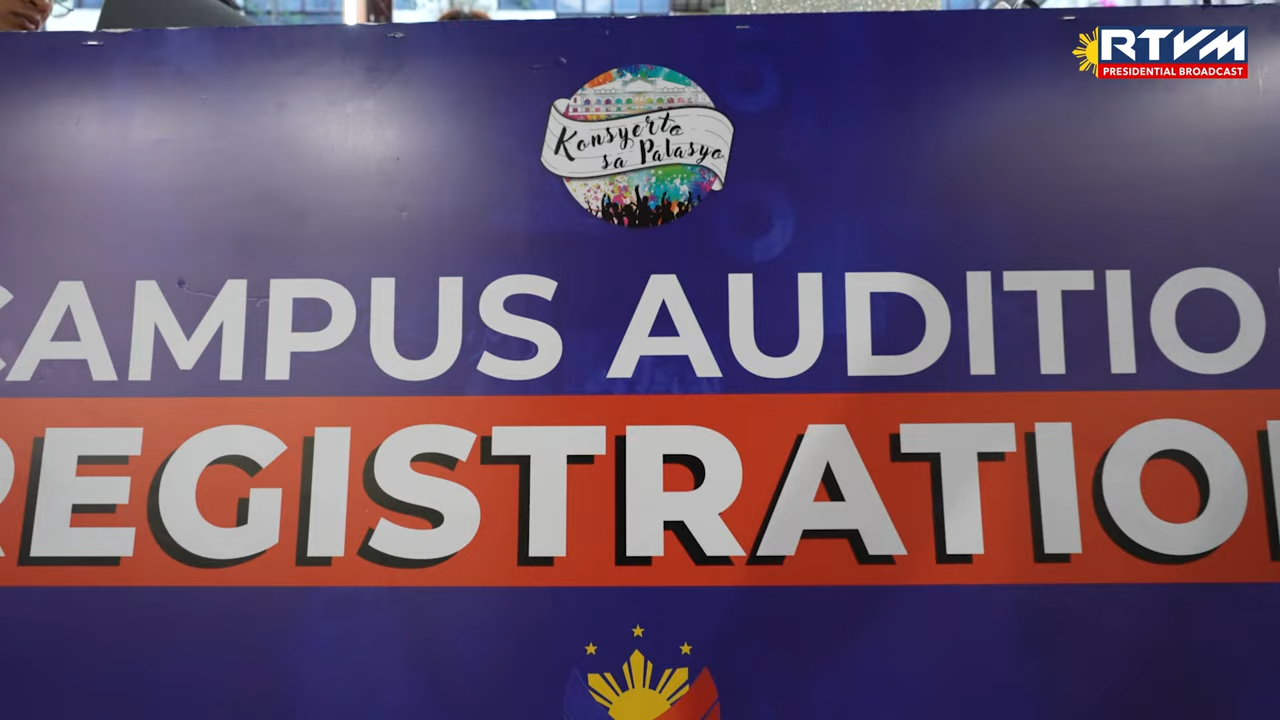 RTVM
PRESIDENTIAL BROADCAST
Konsyerto
sa Palasyo
CAMPUS AUDITIO
REGISTRATIO